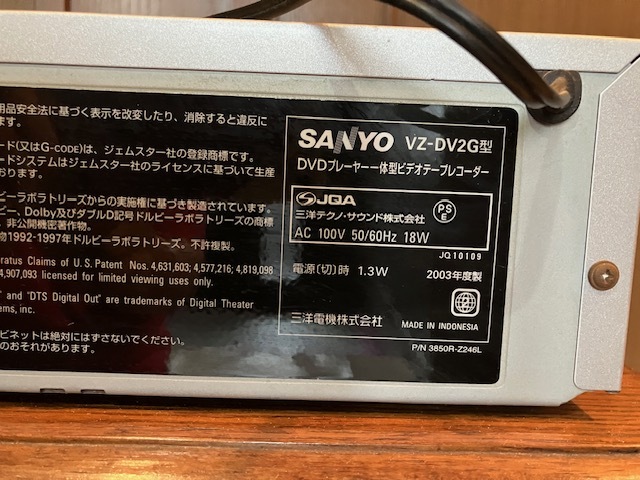 用品安全法に基づく表示を改変したり、消除すると違反に
ます。
ード(又はG-CODE)は、ジェムスター社の登録商標です。
ードシステムはジェムスター社のライセンスに基づいて生産
おります。
ルビーラボラトリーズからの実施権に基づき製造されています。
ビー、Dolby及びダブルD記号ドルビーラボラトリーズの商標
、非公開機密著作物。
物1992-1997年ドルビーラボラトリーズ。不許複製。
ratus Claims of U.S. Patent Nos. 4,631,603; 4,577,216; 4,819,098
4,907,093 licensed for limited viewing uses only.
" and "DTS Digital Out" are trademarks of Digital Theater
ems, inc.
ビネットは絶対にはずさないでください。
のおそれがあります。
SANYO VZ-DV2G型
DVDプレーヤー一体型ビデオテープレコーダー
JQA
三洋テクノ・サウンド株式会社
PS
E
AC 100V 50/60Hz 18W
JQ10109
電源〔切〕時 1.3W
2003年度製
2
三洋電機株式会社
MADE IN INDONESIA
P/N 3850R-Z246L